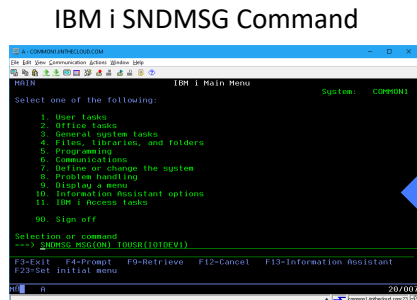 IBM i SNDMSG Command
A - COMMON1.INTHECLOUD.COM
File Edit View Communication Actions Window Help
MAIN IBM i Main Menu
System: COMMON1
Select one of the following:
1. User tasks
2. Office tasks
3. General system tasks
4. Files, libraries, and folders
5. Programming
6. Communications
7. Define or change the system
8. Problem handling
9. Display a menu
10. Information Assistant options
11. IBM i Access tasks
90. Sign off
Selection or command
---> SNDMSG MSG(ON) TOUSR(IOTDEV1)
F3=Exit F4=Prompt F9=Retrieve F12=Cancel F13=Information Assistant
F23=Set initial menu
A 20/007